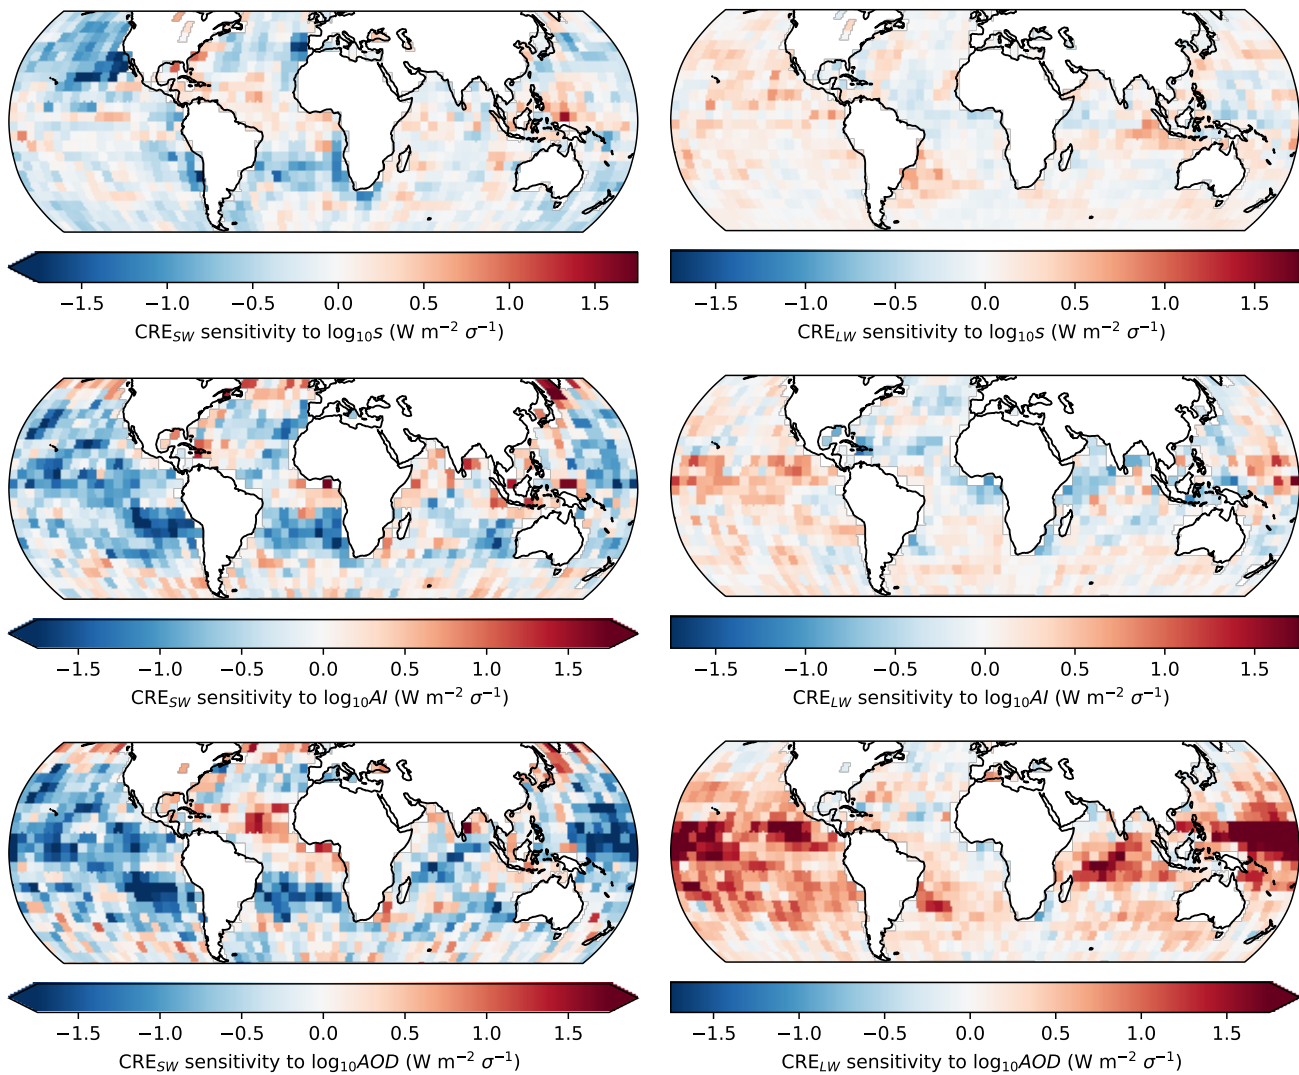 −1.5 −1.0 −0.5 0.0 0.5 1.0 1.5
CRE_SW sensitivity to log₁₀s (W m⁻² σ⁻¹)
−1.5 −1.0 −0.5 0.0 0.5 1.0 1.5
CRE_LW sensitivity to log₁₀s (W m⁻² σ⁻¹)
−1.5 −1.0 −0.5 0.0 0.5 1.0 1.5
CRE_SW sensitivity to log₁₀AI (W m⁻² σ⁻¹)
−1.5 −1.0 −0.5 0.0 0.5 1.0 1.5
CRE_LW sensitivity to log₁₀AI (W m⁻² σ⁻¹)
−1.5 −1.0 −0.5 0.0 0.5 1.0 1.5
CRE_SW sensitivity to log₁₀AOD (W m⁻² σ⁻¹)
−1.5 −1.0 −0.5 0.0 0.5 1.0 1.5
CRE_LW sensitivity to log₁₀AOD (W m⁻² σ⁻¹)